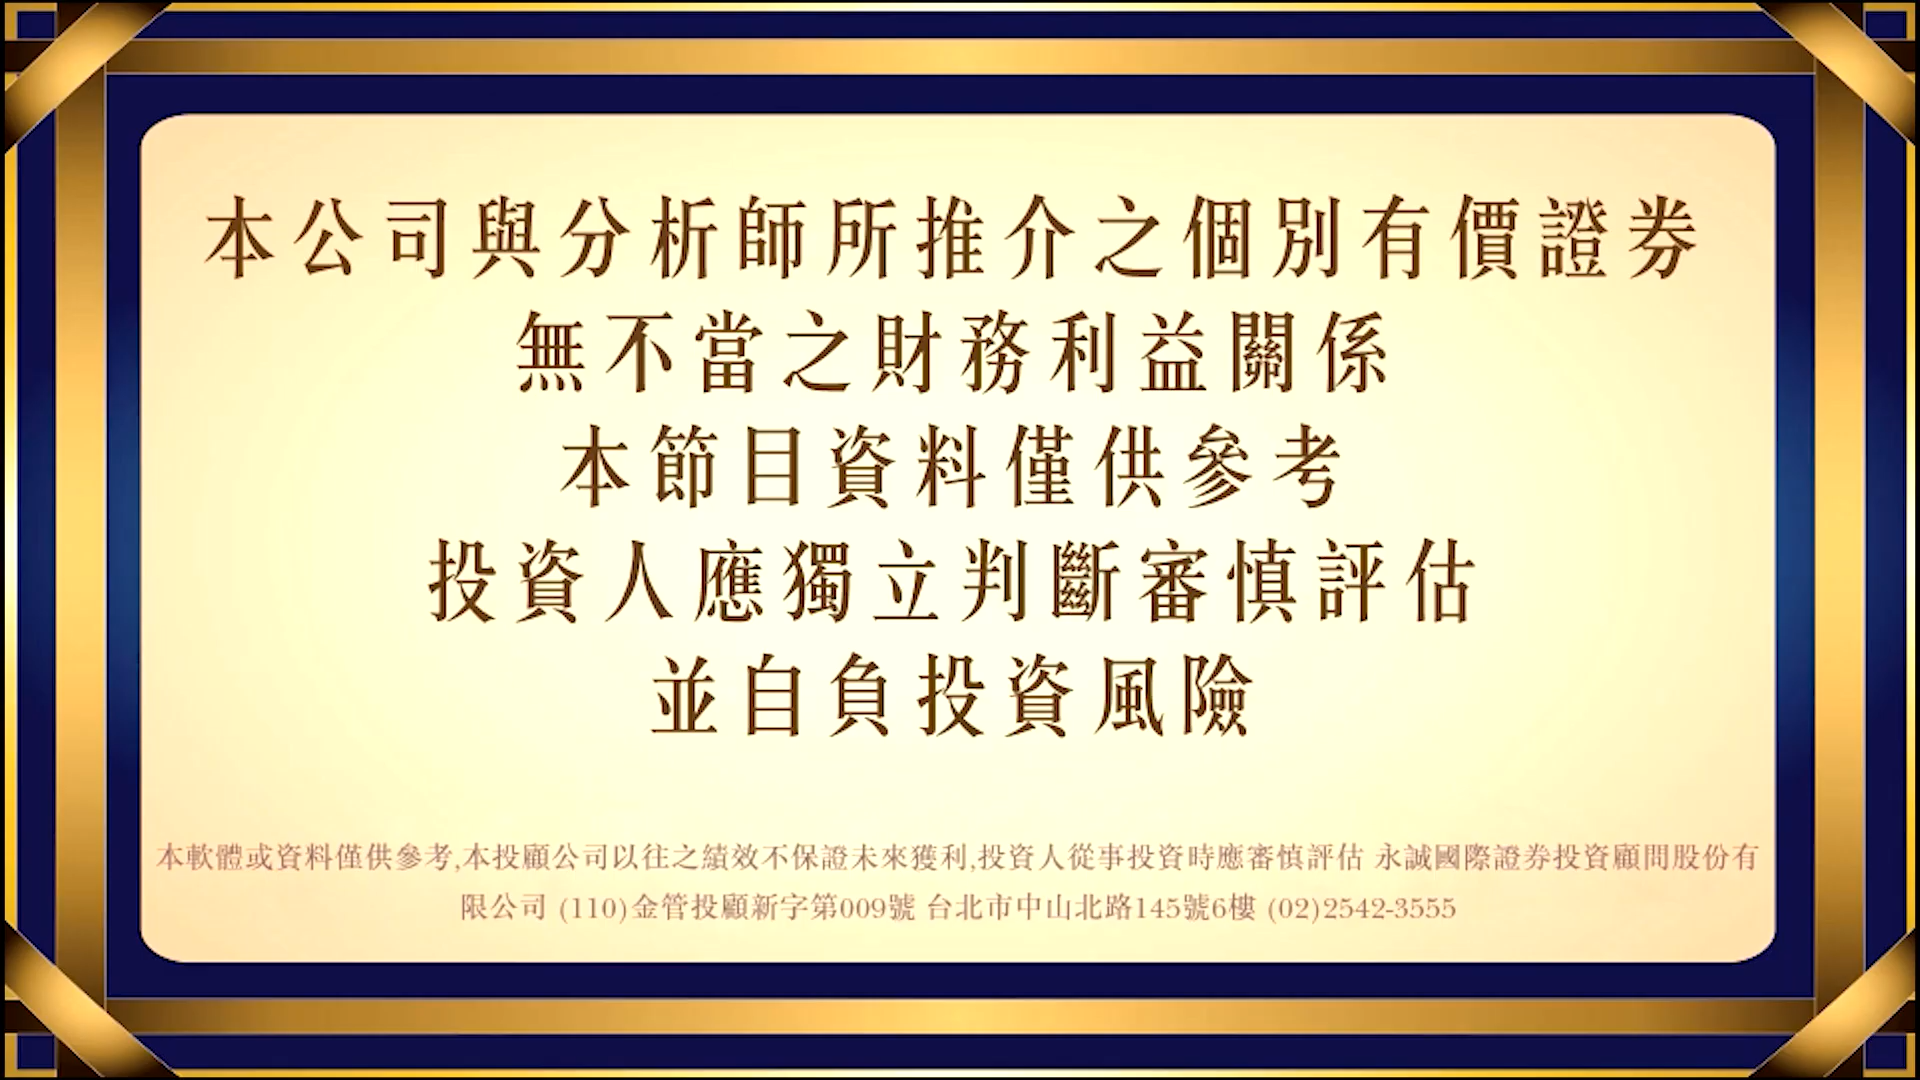 本公司與分析師所推介之個別有價證券
無不當之財務利益關係
本節目資料僅供參考
投資人應獨立判斷審慎評估
並自負投資風險
本軟體或資料僅供參考,本投顧公司以往之績效不保證未來獲利,投資人從事投資時應審慎評估 永誠國際證券投資顧問股份有
限公司 (110)金管投顧新字第009號 台北市中山北路145號6樓 (02)2542-3555